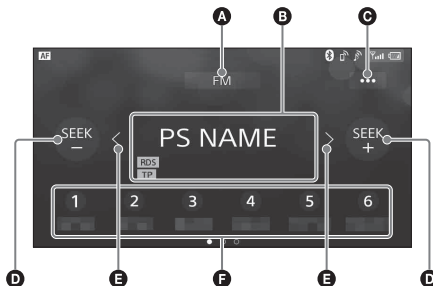 A B C
AF
FM
SEEK
−
PS NAME
SEEK
+
RDS
TP
D E E D
1 2 3 4 5 6
D E F E D